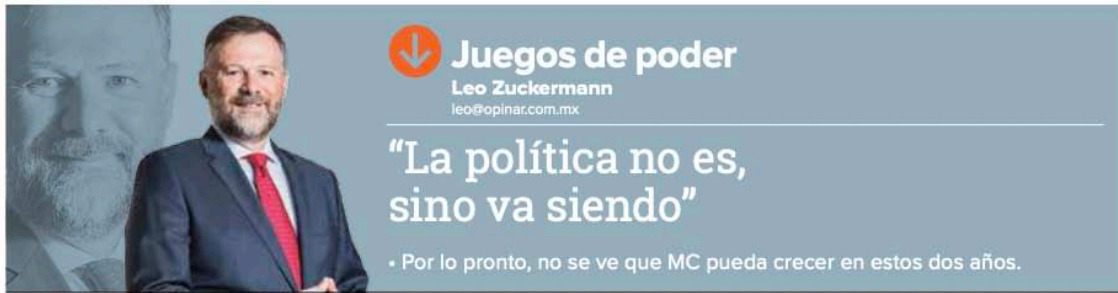 Juegos de poder
Leo Zuckermann
leo@opinar.com.mx
“La política no es,
sino va siendo”
• Por lo pronto, no se ve que MC pueda crecer en estos dos años.